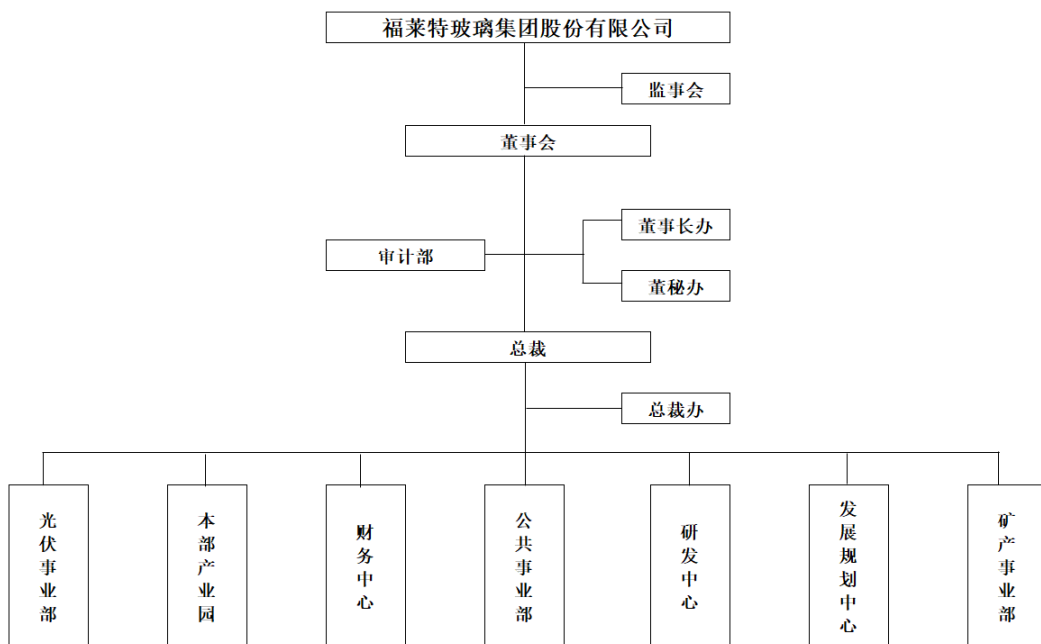 福莱特玻璃集团股份有限公司
监事会
董事会
董事长办
审计部
董秘办
总裁
总裁办
光伏事业部
本部产业园
财务中心
公共事业部
研发中心
发展规划中心
矿产事业部